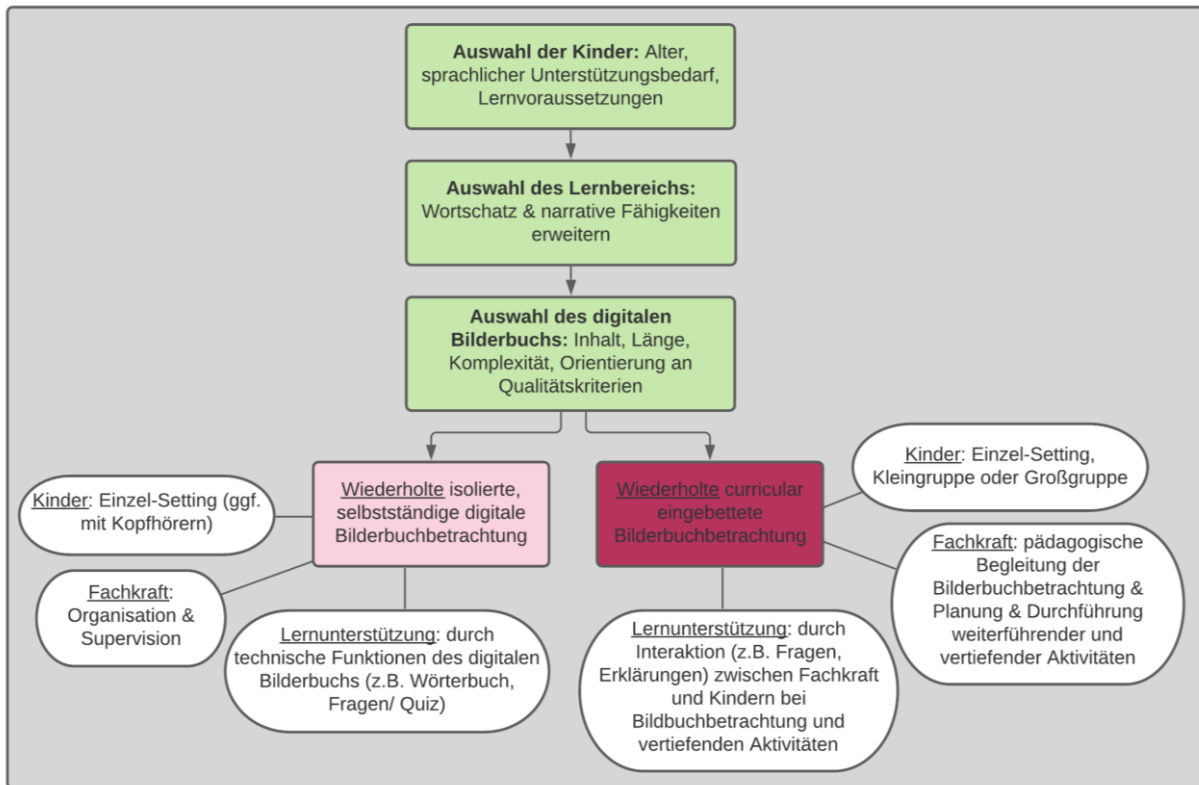 Auswahl der Kinder: Alter,
sprachlicher Unterstützungsbedarf,
Lernvoraussetzungen
Auswahl des Lernbereichs:
Wortschatz & narrative Fähigkeiten
erweitern
Auswahl des digitalen
Bilderbuchs: Inhalt, Länge,
Komplexität, Orientierung an
Qualitätskriterien
Wiederholte isolierte,
selbstständige digitale
Bilderbuchbetrachtung
Kinder: Einzel-Setting (ggf.
mit Kopfhörern)
Fachkraft:
Organisation &
Supervision
Lernunterstützung: durch
technische Funktionen des digitalen
Bilderbuchs (z.B. Wörterbuch,
Fragen/ Quiz)
Wiederholte curricular
eingebettete
Bilderbuchbetrachtung
Kinder: Einzel-Setting,
Kleingruppe oder Großgruppe
Fachkraft: pädagogische
Begleitung der
Bilderbuchbetrachtung &
Planung & Durchführung
weiterführender und
vertiefender Aktivitäten
Lernunterstützung: durch
Interaktion (z.B. Fragen,
Erklärungen) zwischen Fachkraft
und Kindern bei
Bildbuchbetrachtung und
vertiefenden Aktivitäten